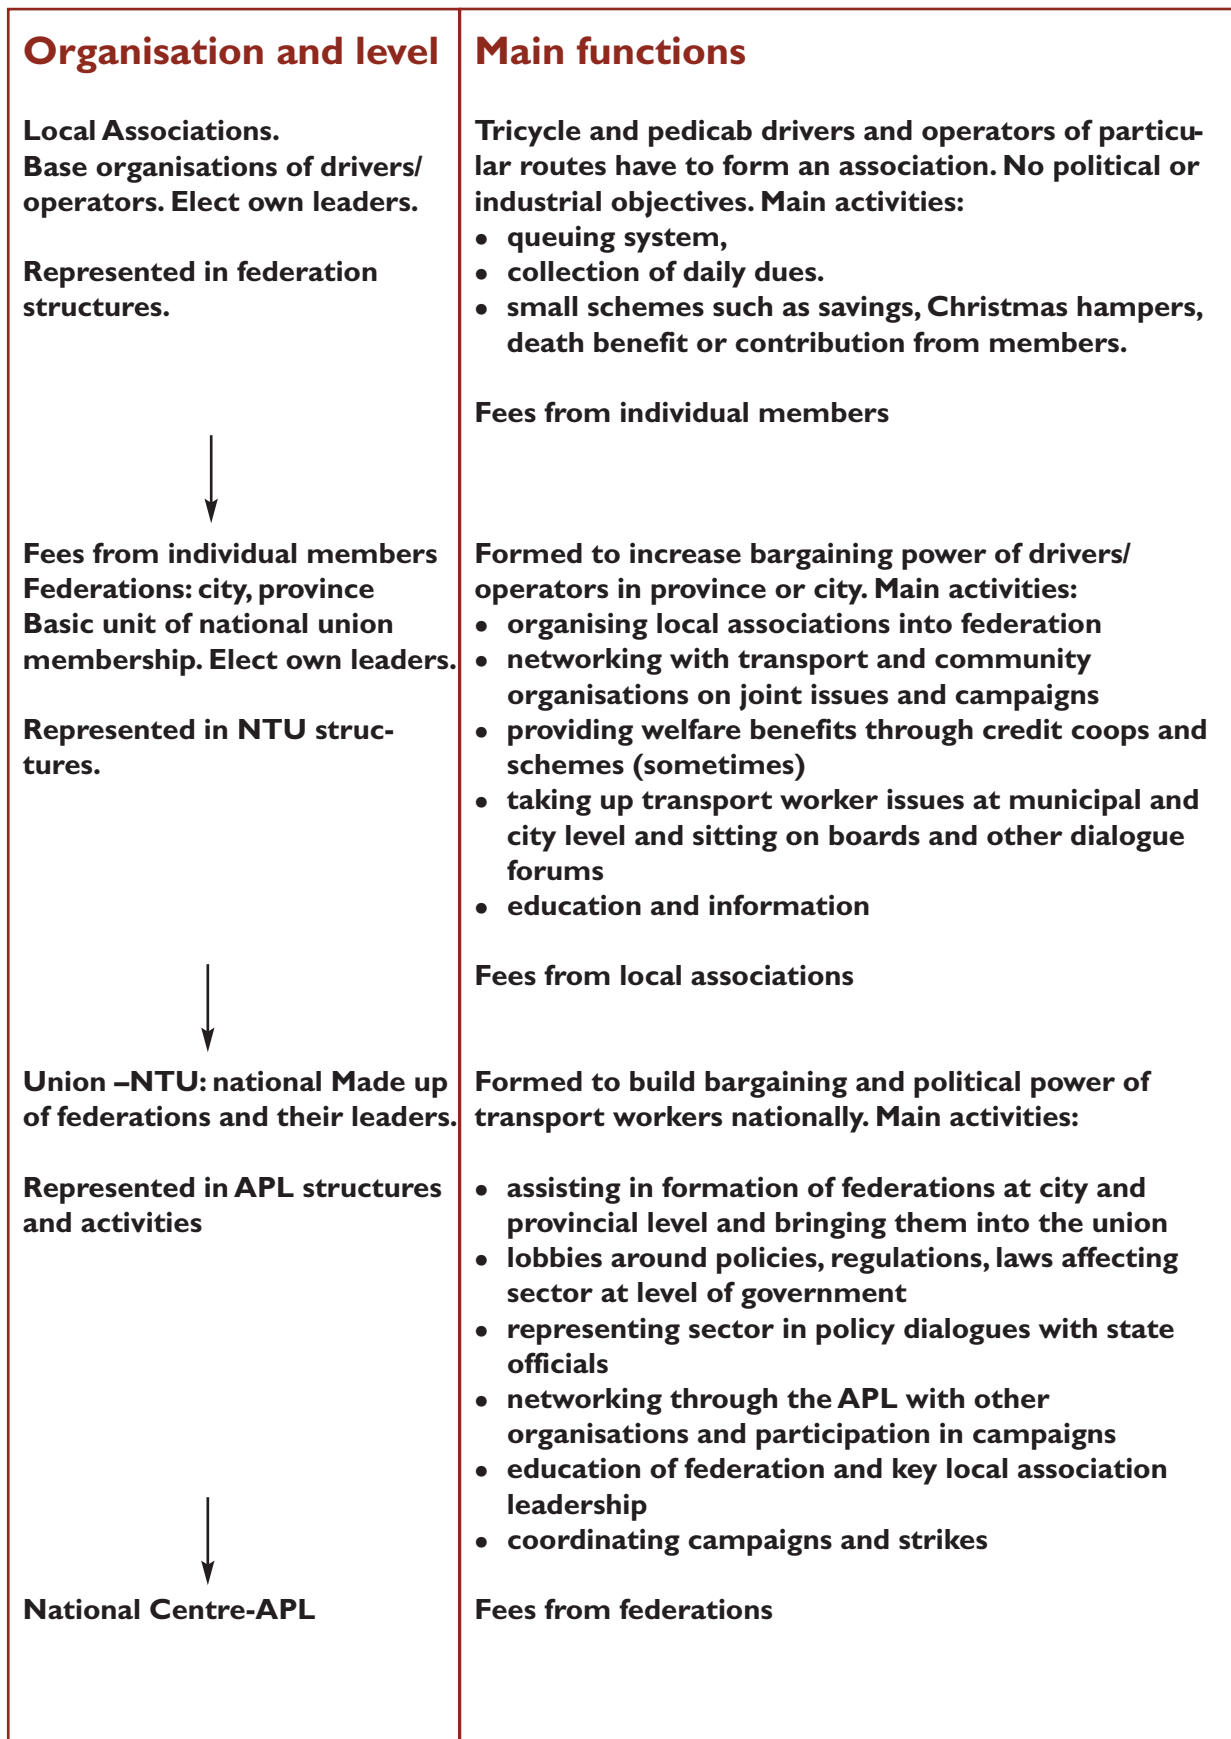 Organisation and level
Main functions
Local Associations.
Base organisations of drivers/
operators. Elect own leaders.
Represented in federation
structures.
Tricycle and pedicab drivers and operators of particu-
lar routes have to form an association. No political or
industrial objectives. Main activities:
• queuing system,
• collection of daily dues.
• small schemes such as savings, Christmas hampers,
death benefit or contribution from members.
Fees from individual members
Fees from individual members
Federations: city, province
Basic unit of national union
membership. Elect own leaders.
Represented in NTU struc-
tures.
Formed to increase bargaining power of drivers/
operators in province or city. Main activities:
• organising local associations into federation
• networking with transport and community
organisations on joint issues and campaigns
• providing welfare benefits through credit coops and
schemes (sometimes)
• taking up transport worker issues at municipal and
city level and sitting on boards and other dialogue
forums
• education and information
Fees from local associations
Union –NTU: national Made up
of federations and their leaders.
Represented in APL structures
and activities
Formed to build bargaining and political power of
transport workers nationally. Main activities:
• assisting in formation of federations at city and
provincial level and bringing them into the union
• lobbies around policies, regulations, laws affecting
sector at level of government
• representing sector in policy dialogues with state
officials
• networking through the APL with other
organisations and participation in campaigns
• education of federation and key local association
leadership
• coordinating campaigns and strikes
National Centre-APL
Fees from federations